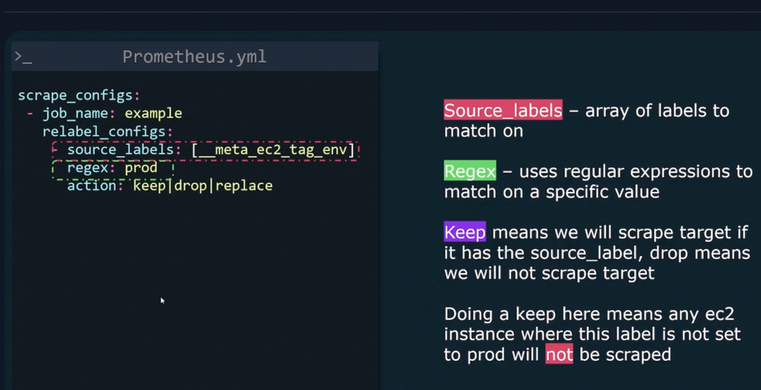 >_ Prometheus.yml
scrape_configs:
- job_name: example
relabel_configs:
- source_labels: [__meta_ec2_tag_env]
regex: prod
action: keep|drop|replace
Source_labels – array of labels to
match on
Regex – uses regular expressions to
match on a specific value
Keep means we will scrape target if
it has the source_label, drop means
we will not scrape target
Doing a keep here means any ec2
instance where this label is not set
to prod will not be scraped